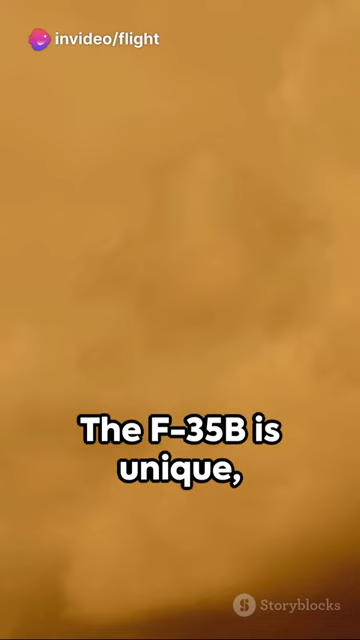 invideo/flight
The F-35B is
unique,
Storyblocks